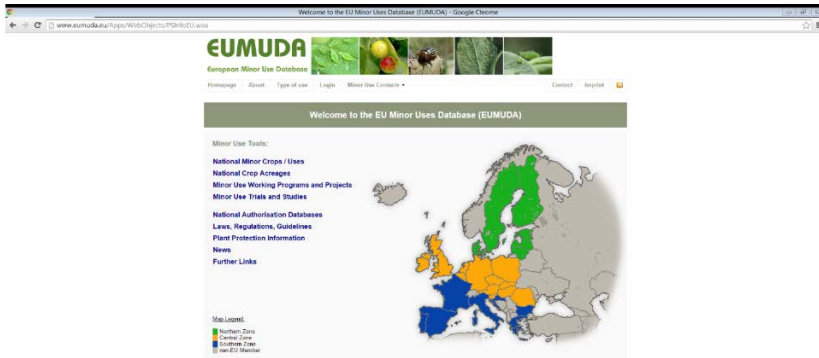 Welcome to the EU Minor Uses Database (EUMUDA) - Google Chrome
www.eumuda.eu/Apps/WebObjects/PSInfoEU.woa
EUMUDA
European Minor Use Database
Homepage About Type of use Login Minor Use Contacts Contact Imprint
Welcome to the EU Minor Uses Database (EUMUDA)
Minor Use Tools:
National Minor Crops / Uses
National Crop Acreages
Minor Use Working Programs and Projects
Minor Use Trials and Studies
National Authorisation Databases
Laws, Regulations, Guidelines
Plant Protection Information
News
Further Links
Map Legend:
Northern Zone
Central Zone
Southern Zone
non-EU Member